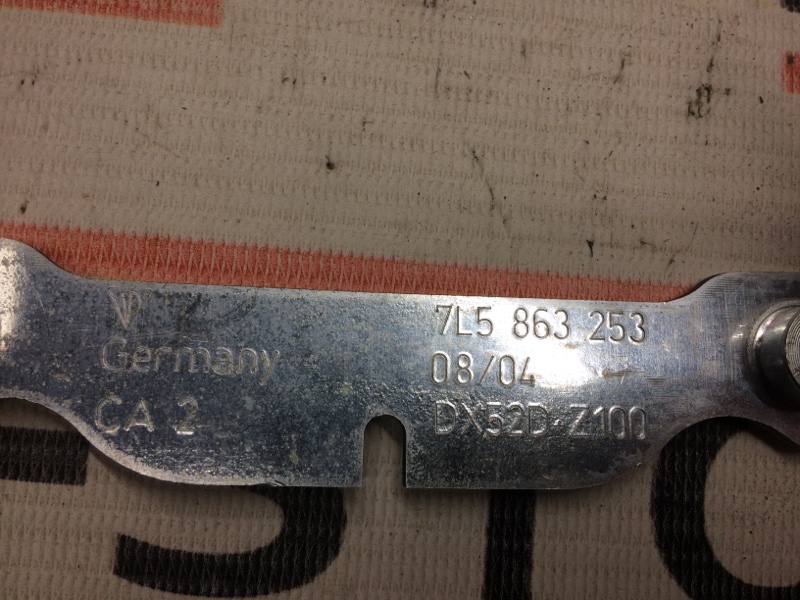 Germany
CA 2
7L5 863 253
08/04
DX52D-Z100